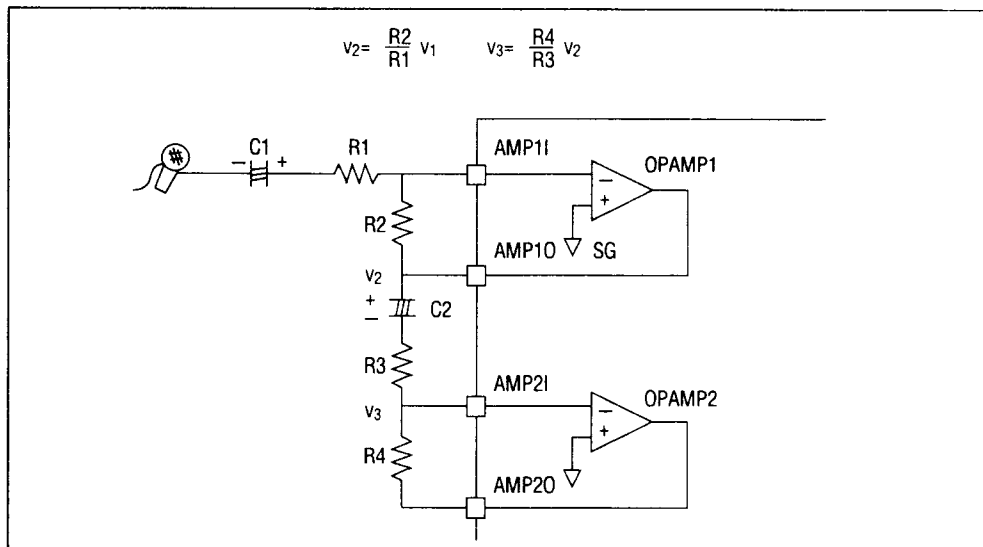 v2= R2/R1 v1 v3= R4/R3 v2
C1
− +
R1
AMP1I
OPAMP1
−
+
R2
AMP1O
SG
v2
+
−
C2
R3
AMP2I
OPAMP2
v3
−
+
R4
AMP2O